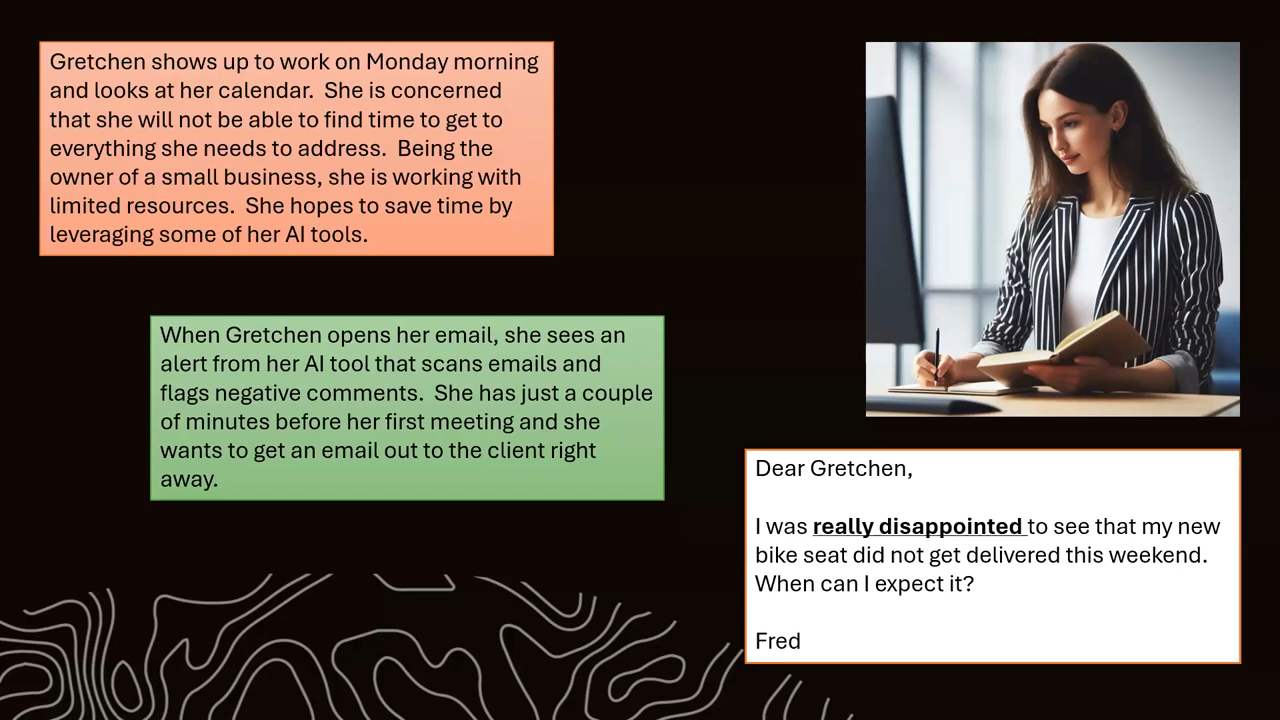 Gretchen shows up to work on Monday morning
and looks at her calendar.  She is concerned
that she will not be able to find time to get to
everything she needs to address.  Being the
owner of a small business, she is working with
limited resources.  She hopes to save time by
leveraging some of her AI tools.
When Gretchen opens her email, she sees an
alert from her AI tool that scans emails and
flags negative comments.  She has just a couple
of minutes before her first meeting and she
wants to get an email out to the client right
away.
Dear Gretchen,
I was really disappointed to see that my new
bike seat did not get delivered this weekend.
When can I expect it?
Fred